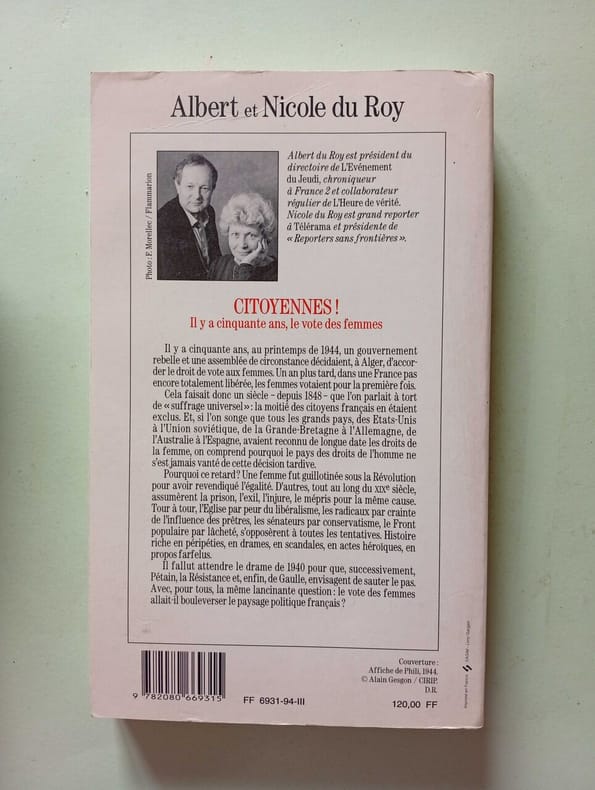 Albert et Nicole du Roy
Photo : F. Morellec / Flammarion
Albert du Roy est président du
directoire de L'Evénement
du Jeudi, chroniqueur
à France 2 et collaborateur
régulier de L'Heure de vérité.
Nicole du Roy est grand reporter
à Télérama et présidente de
« Reporters sans frontières ».
CITOYENNES !
Il y a cinquante ans, le vote des femmes
Il y a cinquante ans, au printemps de 1944, un gouvernement
rebelle et une assemblée de circonstance décidaient, à Alger, d'accor-
der le droit de vote aux femmes. Un an plus tard, dans une France pas
encore totalement libérée, les femmes votaient pour la première fois.
Cela faisait donc un siècle – depuis 1848 – que l'on parlait à tort
de « suffrage universel » : la moitié des citoyens français en étaient
exclus. Et, si l'on songe que tous les grands pays, des Etats-Unis
à l'Union soviétique, de la Grande-Bretagne à l'Allemagne, de
l'Australie à l'Espagne, avaient reconnu de longue date les droits de
la femme, on comprend pourquoi le pays des droits de l'homme ne
s'est jamais vanté de cette décision tardive.
Pourquoi ce retard ? Une femme fut guillotinée sous la Révolution
pour avoir revendiqué l'égalité. D'autres, tout au long du XIXe siècle,
assumèrent la prison, l'exil, l'injure, le mépris pour la même cause.
Tour à tour, l'Eglise par peur du libéralisme, les radicaux par crainte
de l'influence des prêtres, les sénateurs par conservatisme, le Front
populaire par lâcheté, s'opposèrent à toutes les tentatives. Histoire
riche en péripéties, en drames, en scandales, en actes héroïques, en
propos farfelus.
Il fallut attendre le drame de 1940 pour que, successivement,
Pétain, la Résistance et, enfin, de Gaulle, envisagent de sauter le pas.
Avec, pour tous, la même lancinante question : le vote des femmes
allait-il bouleverser le paysage politique français ?
9 782080 669315
FF 6931-94-III
Couverture :
Affiche de Phili, 1944.
© Alain Gesgon / CIRIP.
D.R.
120,00 FF
Imprimé en France